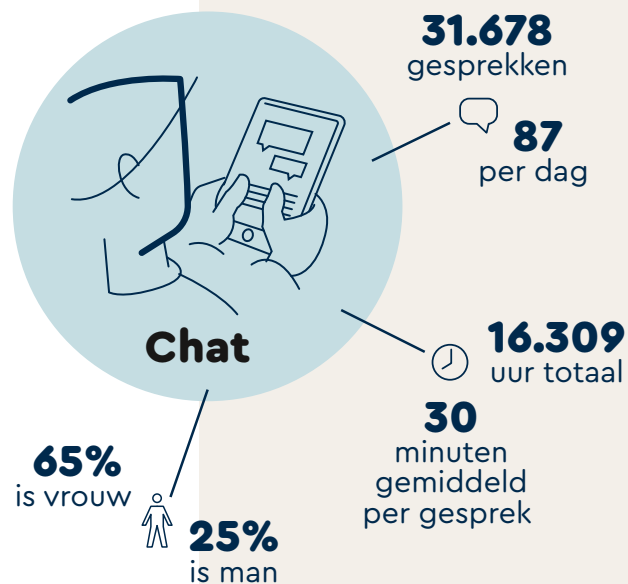 31.678
gesprekken
87
per dag
Chat
16.309
uur totaal
30
minuten
gemiddeld
per gesprek
65%
is vrouw
25%
is man